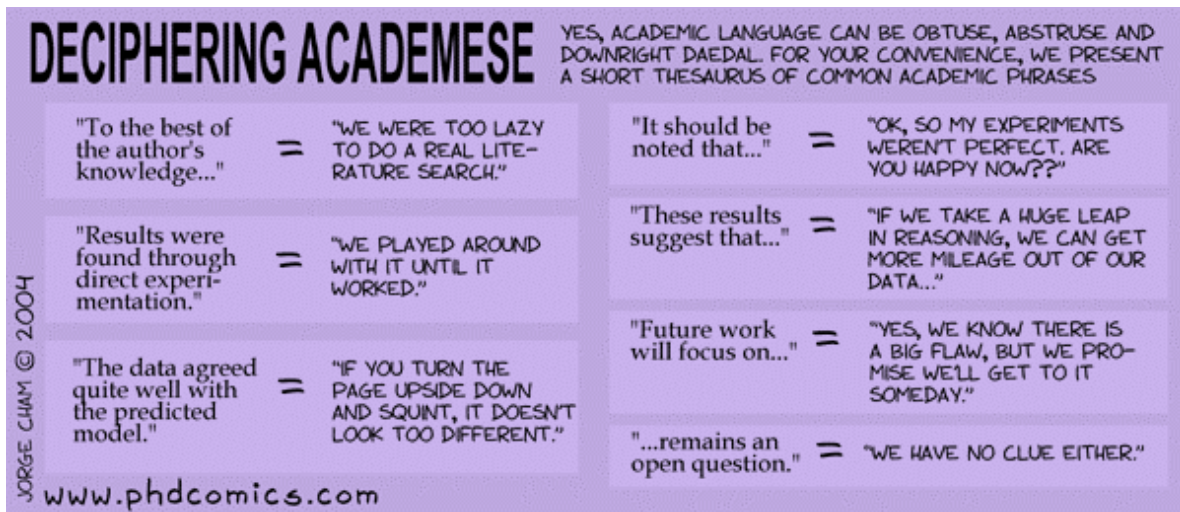 DECIPHERING ACADEMESE
YES, ACADEMIC LANGUAGE CAN BE OBTUSE, ABSTRUSE AND
DOWNRIGHT DAEDAL. FOR YOUR CONVENIENCE, WE PRESENT
A SHORT THESAURUS OF COMMON ACADEMIC PHRASES
"To the best of
the author's
knowledge..."
=
"WE WERE TOO LAZY
TO DO A REAL LITE-
RATURE SEARCH."
"Results were
found through
direct experi-
mentation."
=
"WE PLAYED AROUND
WITH IT UNTIL IT
WORKED."
"The data agreed
quite well with
the predicted
model."
=
"IF YOU TURN THE
PAGE UPSIDE DOWN
AND SQUINT, IT DOESN'T
LOOK TOO DIFFERENT."
"It should be
noted that..."
=
"OK, SO MY EXPERIMENTS
WEREN'T PERFECT. ARE
YOU HAPPY NOW??"
"These results
suggest that..."
=
"IF WE TAKE A HUGE LEAP
IN REASONING, WE CAN GET
MORE MILEAGE OUT OF OUR
DATA..."
"Future work
will focus on..."
=
"YES, WE KNOW THERE IS
A BIG FLAW, BUT WE PRO-
MISE WE'LL GET TO IT
SOMEDAY."
"...remains an
open question."
=
"WE HAVE NO CLUE EITHER."
JORGE CHAM © 2004
www.phdcomics.com